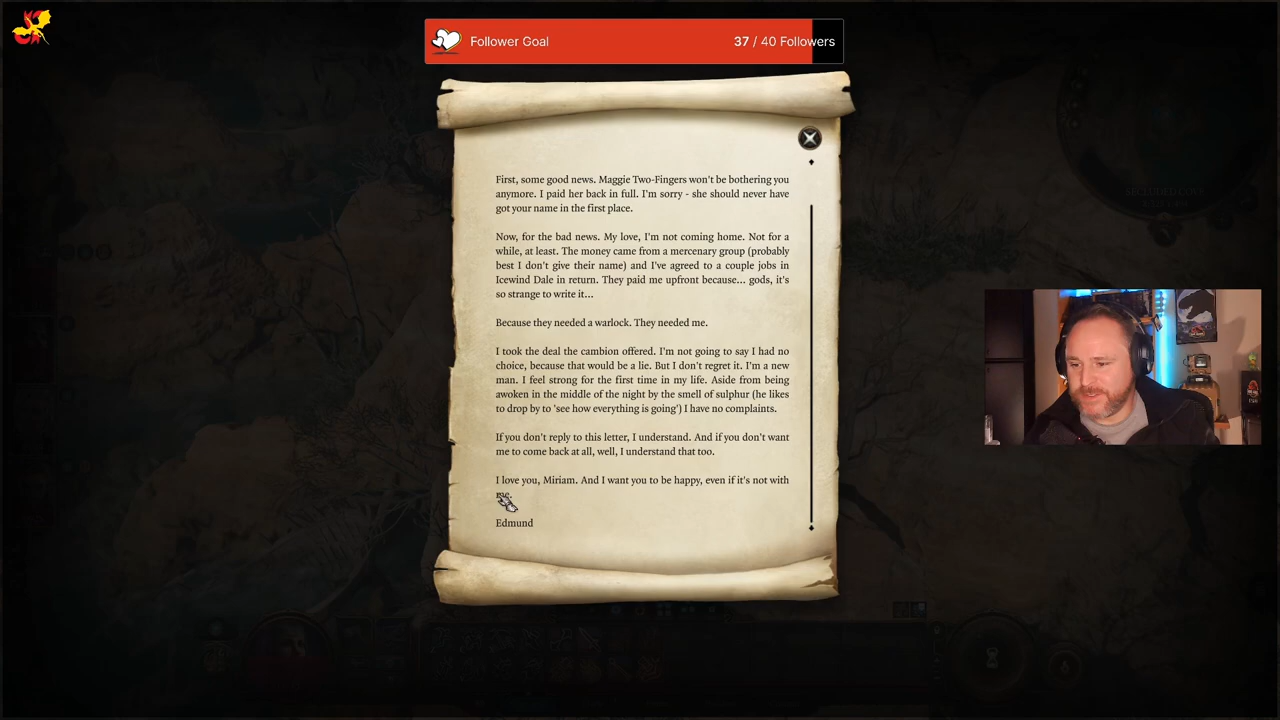 Follower Goal
37 / 40 Followers
First, some good news. Maggie Two-Fingers won't be bothering you
anymore. I paid her back in full. I'm sorry - she should never have
got your name in the first place.
Now, for the bad news. My love, I'm not coming home. Not for a
while, at least. The money came from a mercenary group (probably
best I don't give their name) and I've agreed to a couple jobs in
Icewind Dale in return. They paid me upfront because... gods, it's
so strange to write it...
Because they needed a warlock. They needed me.
I took the deal the cambion offered. I'm not going to say I had no
choice, because that would be a lie. But I don't regret it. I'm a new
man. I feel strong for the first time in my life. Aside from being
awoken in the middle of the night by the smell of sulphur (he likes
to drop by to 'see how everything is going') I have no complaints.
If you don't reply to this letter, I understand. And if you don't want
me to come back at all, well, I understand that too.
I love you, Miriam. And I want you to be happy, even if it's not with
me.
Edmund